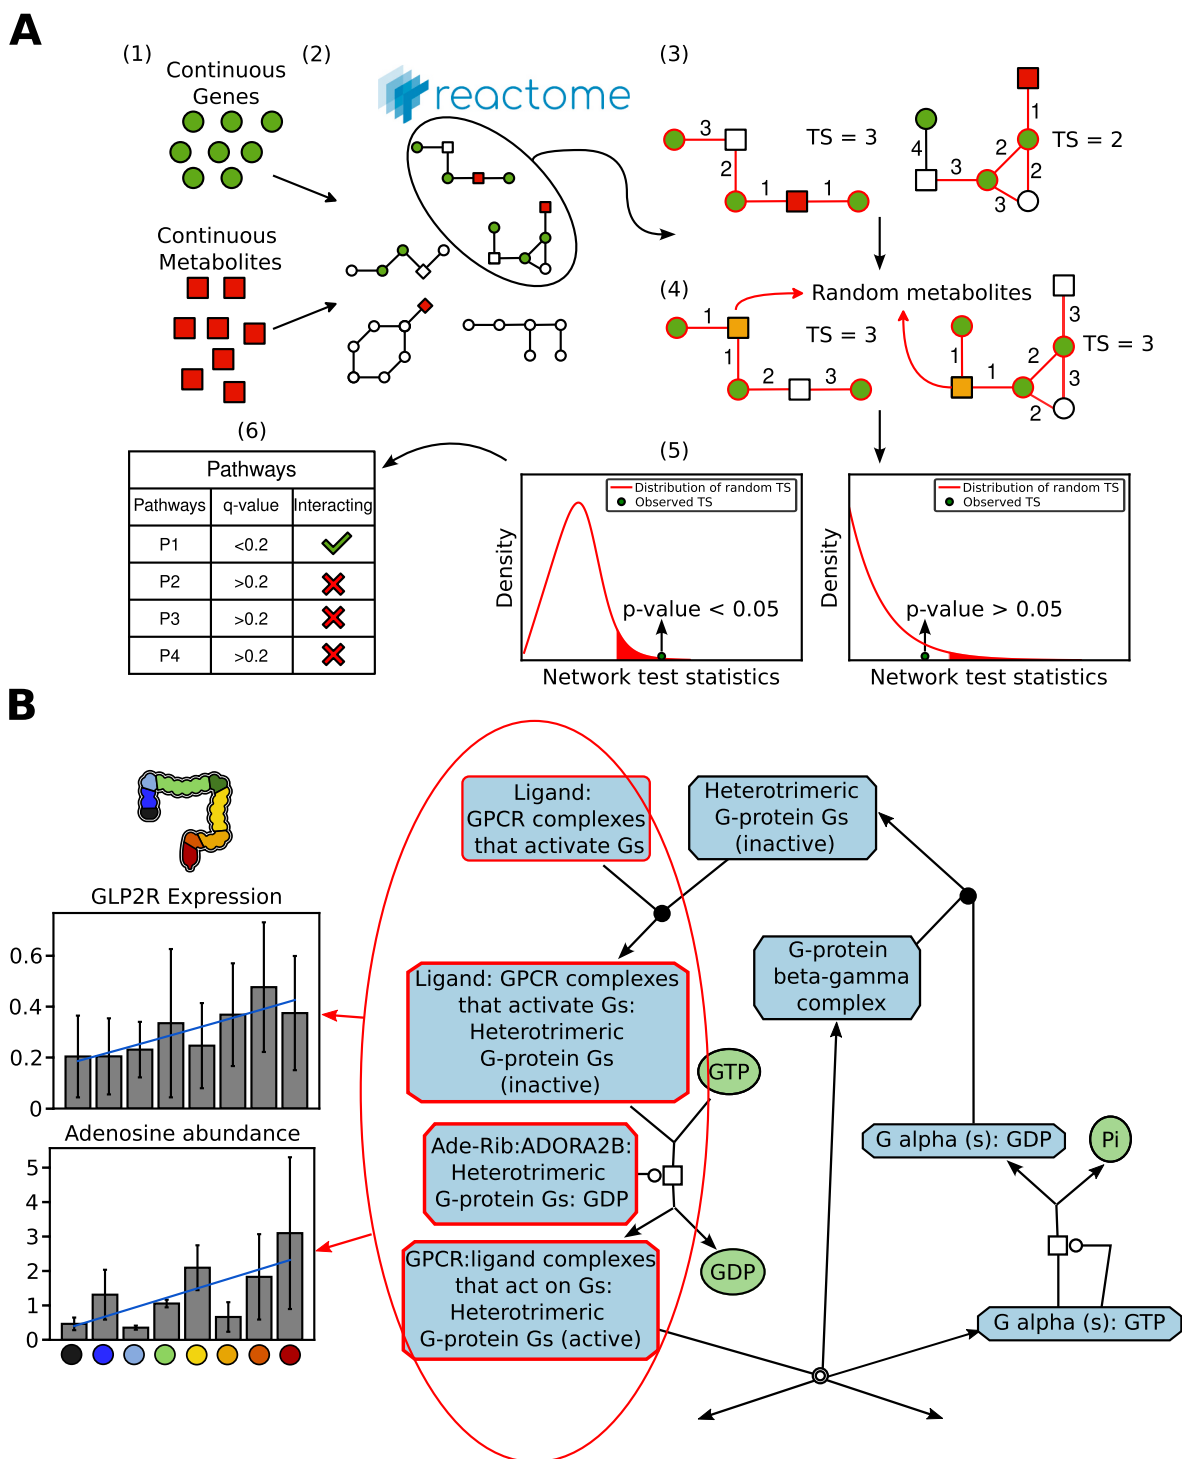 A
(1)
Continuous
Genes
Continuous
Metabolites
(2)
reactome
(3)
3
2
1
1
TS = 3
4
3
2
3
1
2
TS = 2
(4)
Random metabolites
1
1
2
3
TS = 3
1
1
2
2
3
3
TS = 3
(5)
Distribution of random TS
Observed TS
Density
p-value < 0.05
Network test statistics
Distribution of random TS
Observed TS
Density
p-value > 0.05
Network test statistics
(6)
Pathways
Pathways q-value Interacting
P1 <0.2
P2 >0.2
P3 >0.2
P4 >0.2
B
GLP2R Expression
0.6
0.4
0.2
0
Adenosine abundance
5
4
3
2
1
0
Ligand:
GPCR complexes
that activate Gs
Heterotrimeric
G-protein Gs
(inactive)
Ligand: GPCR complexes
that activate Gs:
Heterotrimeric
G-protein Gs
(inactive)
G-protein
beta-gamma
complex
GTP
Ade-Rib:ADORA2B:
Heterotrimeric
G-protein Gs: GDP
G alpha (s): GDP
Pi
GPCR:ligand complexes
that act on Gs:
Heterotrimeric
G-protein Gs (active)
GDP
G alpha (s): GTP